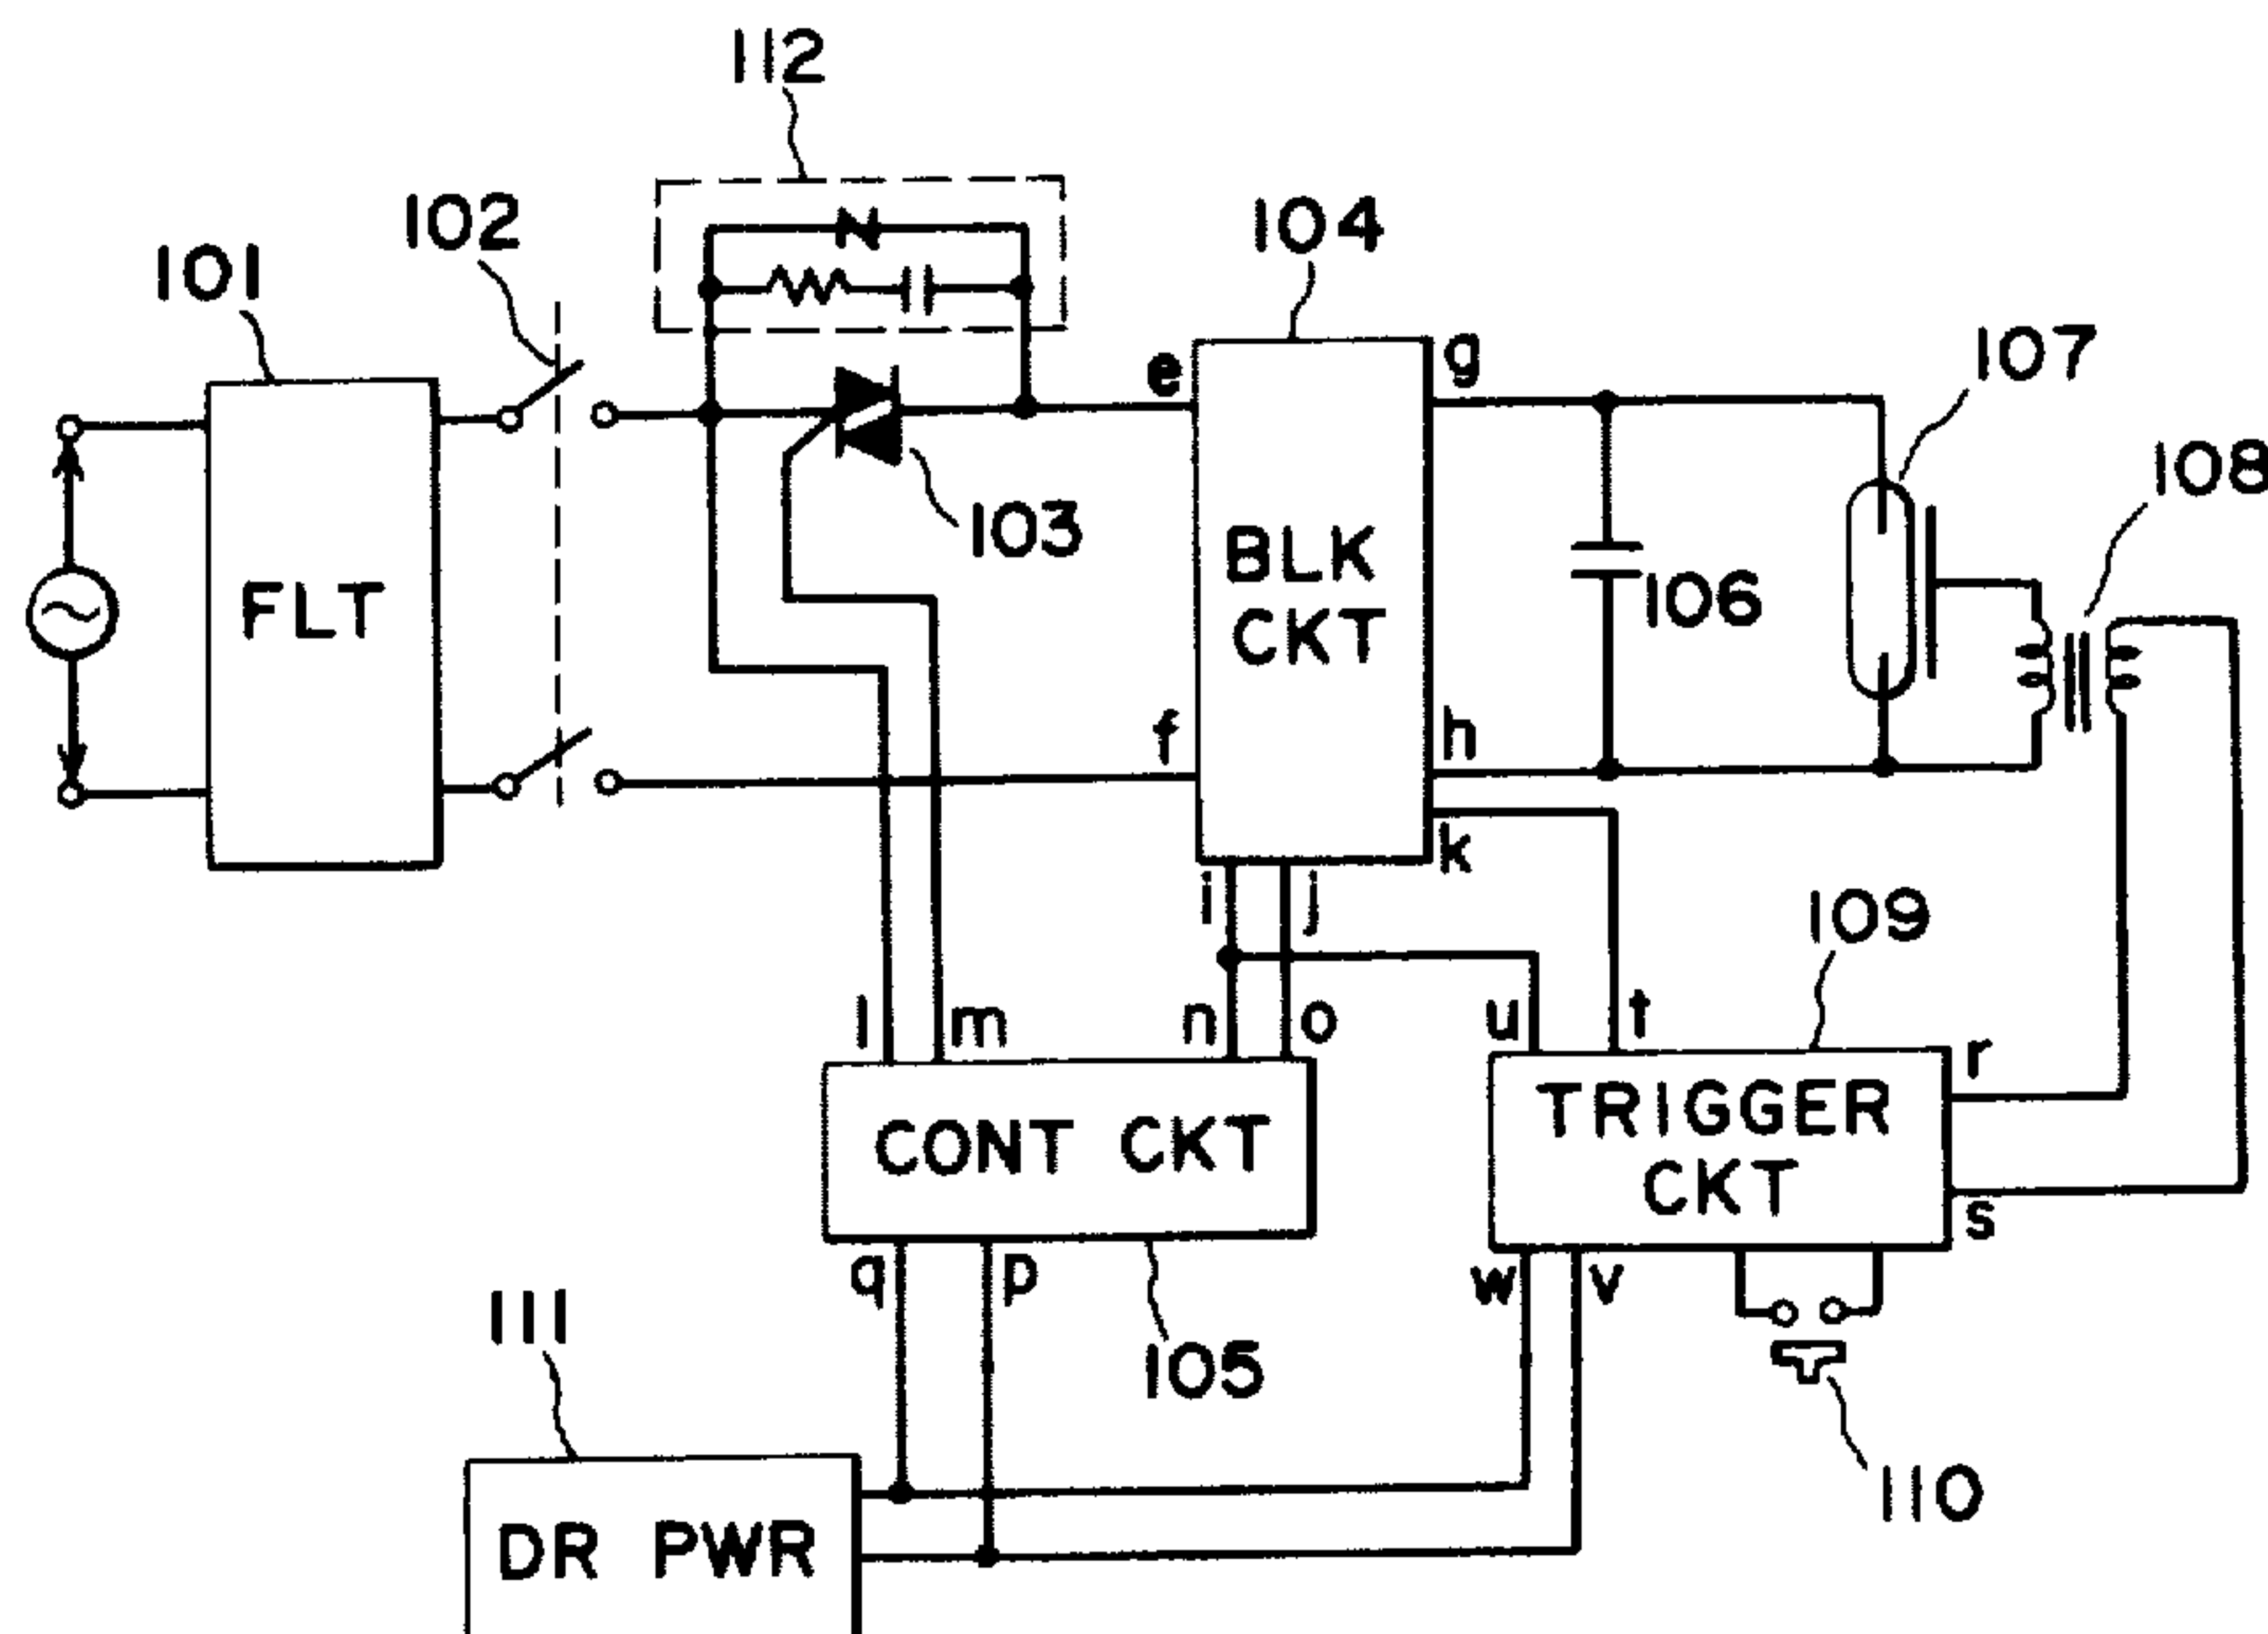 112
102
104
101
e
g
107
108
103
BLK
CKT
FLT
106
f
h
k
i
j
109
l
m
n
o
u
t
r
CONT CKT
TRIGGER
CKT
s
q
p
w
v
111
105
110
DR PWR